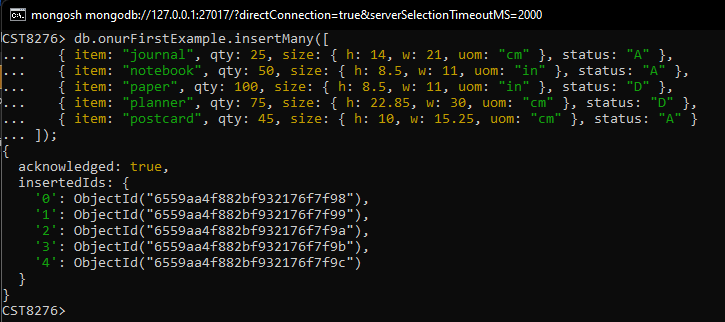 mongosh mongodb://127.0.0.1:27017/?directConnection=true&serverSelectionTimeoutMS=2000
CST8276> db.onurFirstExample.insertMany([
...     { item: "journal", qty: 25, size: { h: 14, w: 21, uom: "cm" }, status: "A" },
...     { item: "notebook", qty: 50, size: { h: 8.5, w: 11, uom: "in" }, status: "A" },
...     { item: "paper", qty: 100, size: { h: 8.5, w: 11, uom: "in" }, status: "D" },
...     { item: "planner", qty: 75, size: { h: 22.85, w: 30, uom: "cm" }, status: "D" },
...     { item: "postcard", qty: 45, size: { h: 10, w: 15.25, uom: "cm" }, status: "A" }
... ]);
{
  acknowledged: true,
  insertedIds: {
    '0': ObjectId("6559aa4f882bf932176f7f98"),
    '1': ObjectId("6559aa4f882bf932176f7f99"),
    '2': ObjectId("6559aa4f882bf932176f7f9a"),
    '3': ObjectId("6559aa4f882bf932176f7f9b"),
    '4': ObjectId("6559aa4f882bf932176f7f9c")
  }
}
CST8276>